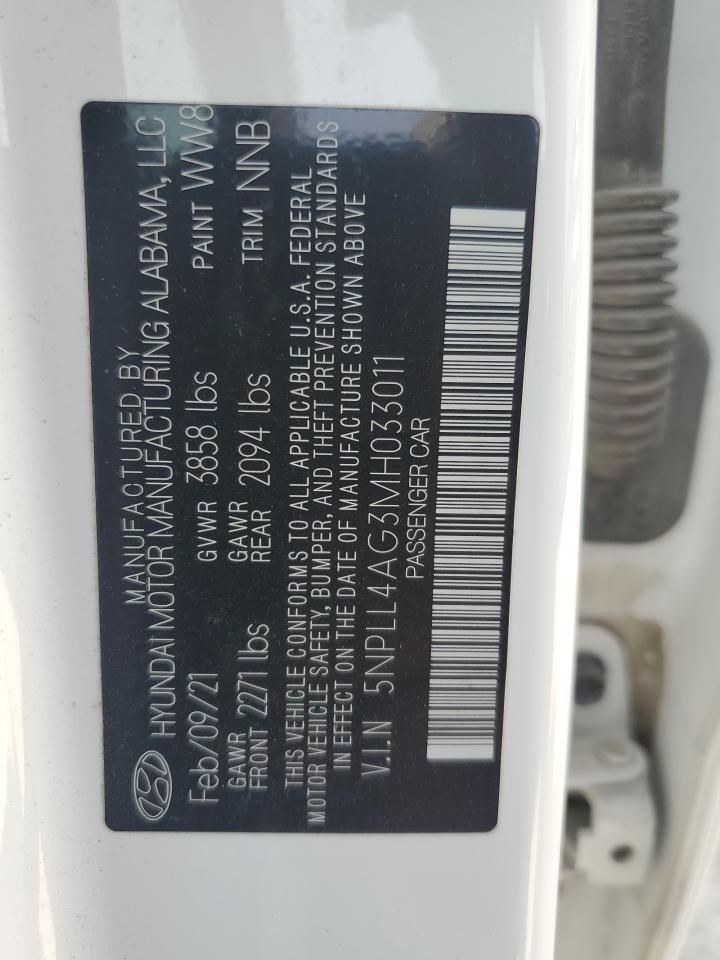 MANUFACTURED BY
HYUNDAI MOTOR MANUFACTURING ALABAMA, LLC
Feb/09/21 GVWR 3858 lbs PAINT WW8
GAWR FRONT 2271 lbs GAWR REAR 2094 lbs TRIM NNB
THIS VEHICLE CONFORMS TO ALL APPLICABLE U.S.A. FEDERAL
MOTOR VEHICLE SAFETY, BUMPER, AND THEFT PREVENTION STANDARDS
IN EFFECT ON THE DATE OF MANUFACTURE SHOWN ABOVE
V.I.N 5NPLL4AG3MH033011
PASSENGER CAR